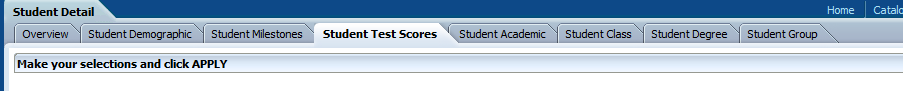 Student Detail
Home Catalo
Overview Student Demographic Student Milestones Student Test Scores Student Academic Student Class Student Degree Student Group
Make your selections and click APPLY